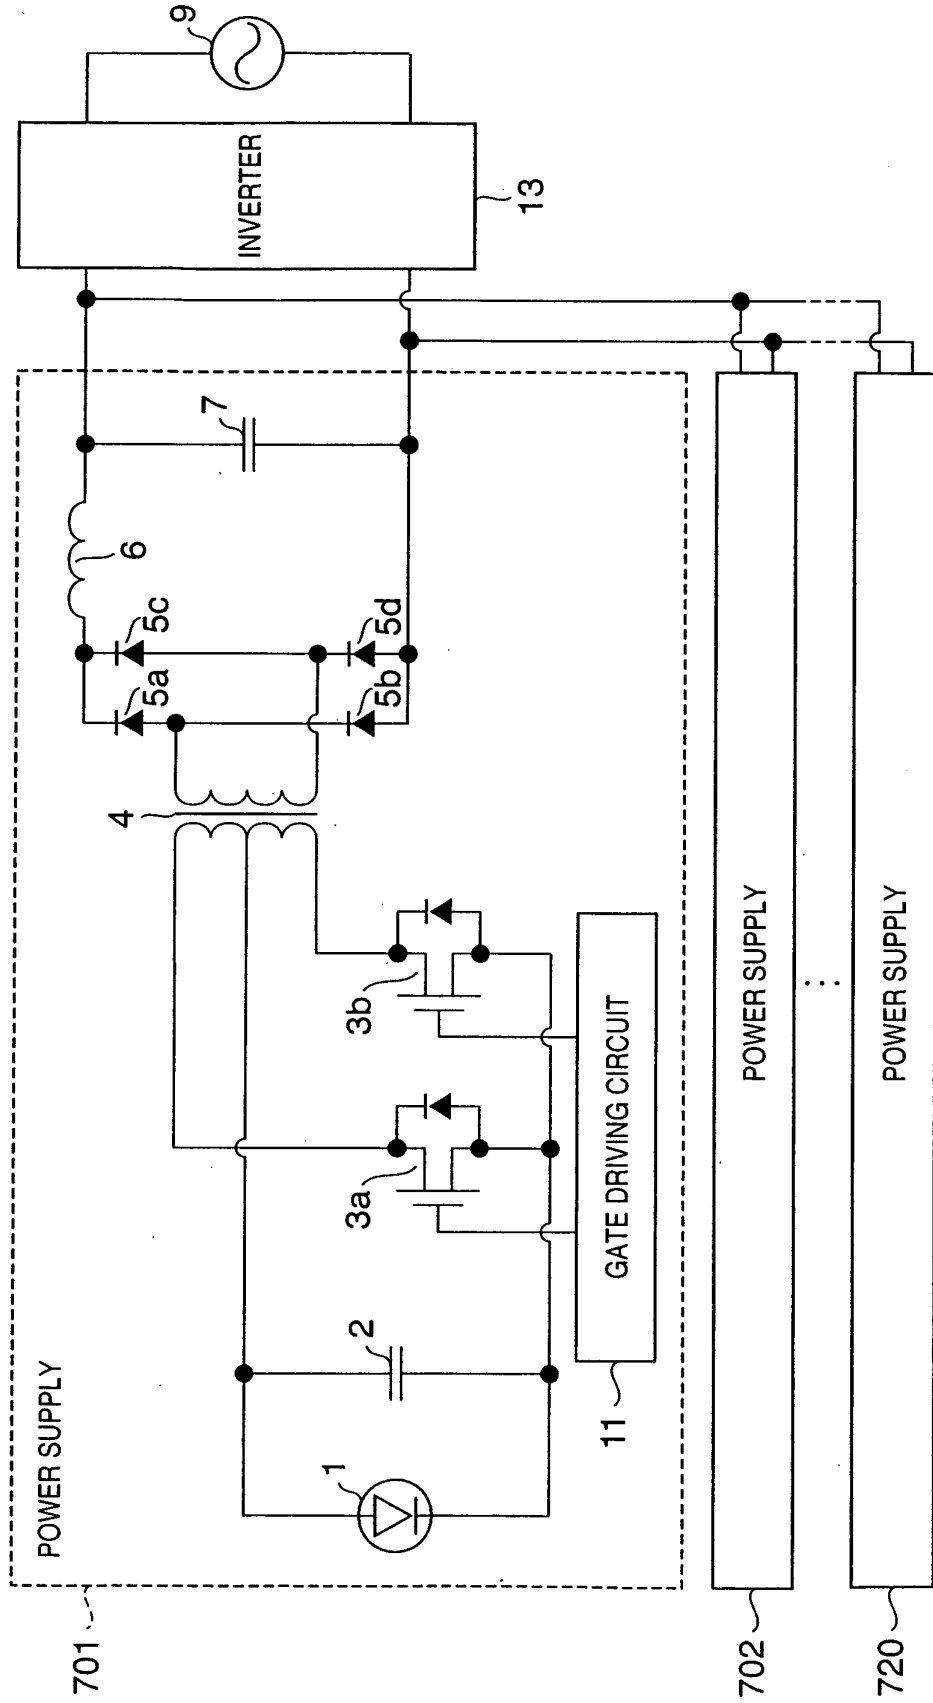 POWER SUPPLY
701
1
2
3a
3b
4
5a
5c
5b
5d
6
7
INVERTER
13
9
GATE DRIVING CIRCUIT
11
702
POWER SUPPLY
...
720
POWER SUPPLY